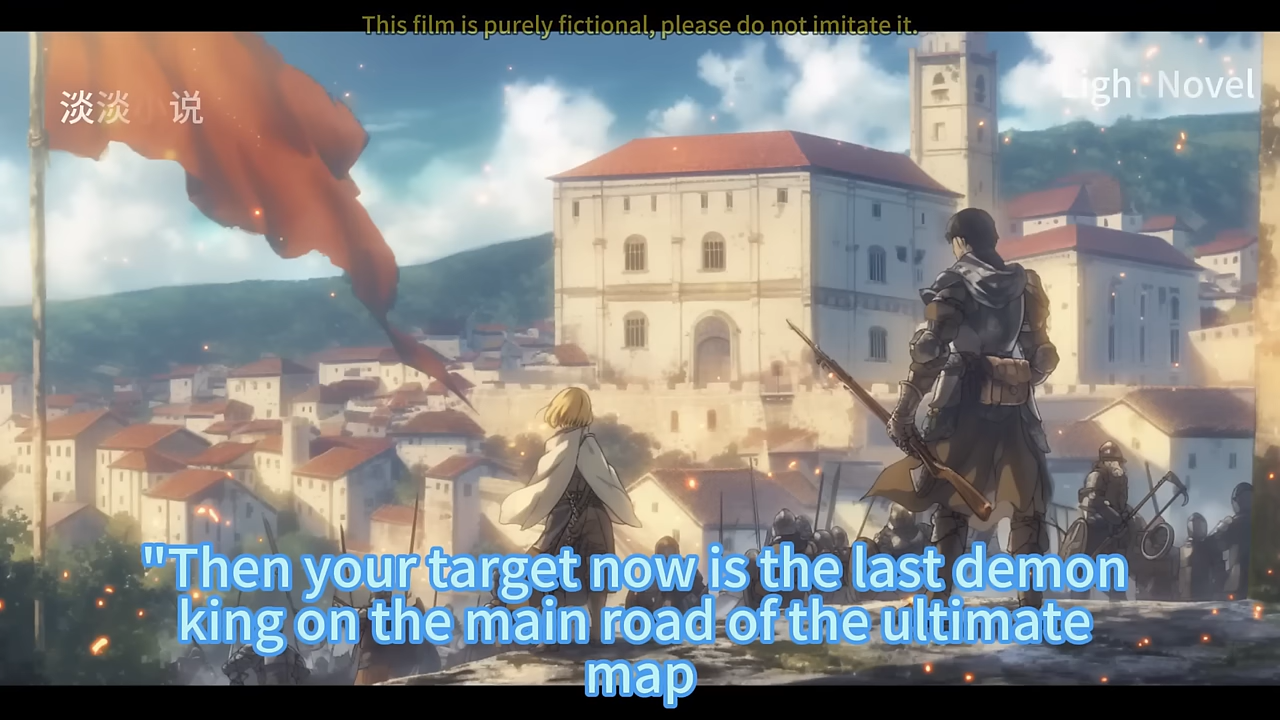 This film is purely fictional, please do not imitate it.
淡淡 说
Light Novel
"Then your target now is the last demon
king on the main road of the ultimate
map